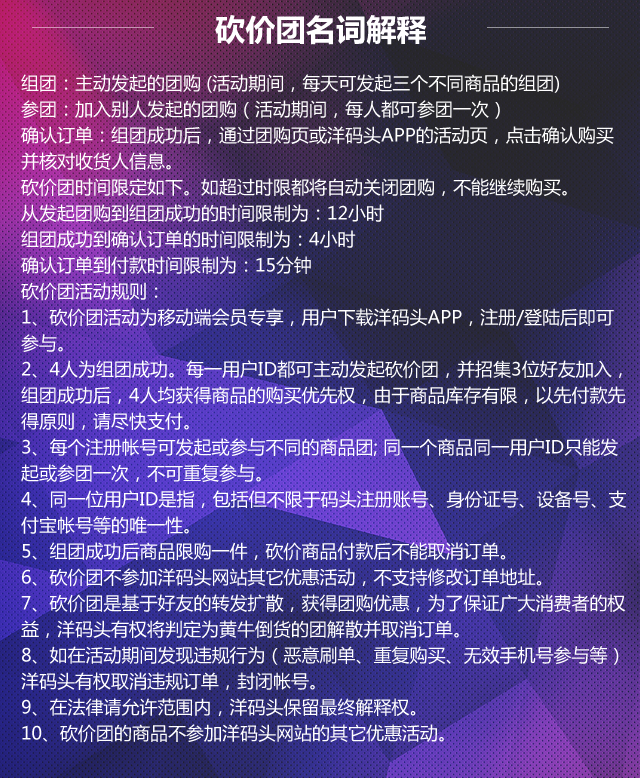 砍价团名词解释
组团：主动发起的团购 (活动期间，每天可发起三个不同商品的组团)
参团：加入别人发起的团购（活动期间，每人都可参团一次）
确认订单：组团成功后，通过团购页或洋码头APP的活动页，点击确认购买
并核对收货人信息。
砍价团时间限定如下。如超过时限都将自动关闭团购，不能继续购买。
从发起团购到组团成功的时间限制为：12小时
组团成功到确认订单的时间限制为：4小时
确认订单到付款时间限制为：15分钟
砍价团活动规则：
1、砍价团活动为移动端会员专享，用户下载洋码头APP，注册/登陆后即可
参与。
2、4人为组团成功。每一用户ID都可主动发起砍价团，并招集3位好友加入，
组团成功后，4人均获得商品的购买优先权，由于商品库存有限，以先付款先
得原则，请尽快支付。
3、每个注册帐号可发起或参与不同的商品团; 同一个商品同一用户ID只能发
起或参团一次，不可重复参与。
4、同一位用户ID是指，包括但不限于码头注册账号、身份证号、设备号、支
付宝帐号等的唯一性。
5、组团成功后商品限购一件，砍价商品付款后不能取消订单。
6、砍价团不参加洋码头网站其它优惠活动，不支持修改订单地址。
7、砍价团是基于好友的转发扩散，获得团购优惠，为了保证广大消费者的权
益，洋码头有权将判定为黄牛倒货的团解散并取消订单。
8、如在活动期间发现违规行为（恶意刷单、重复购买、无效手机号参与等）
洋码头有权取消违规订单，封闭帐号。
9、在法律请允许范围内，洋码头保留最终解释权。
10、砍价团的商品不参加洋码头网站的其它优惠活动。